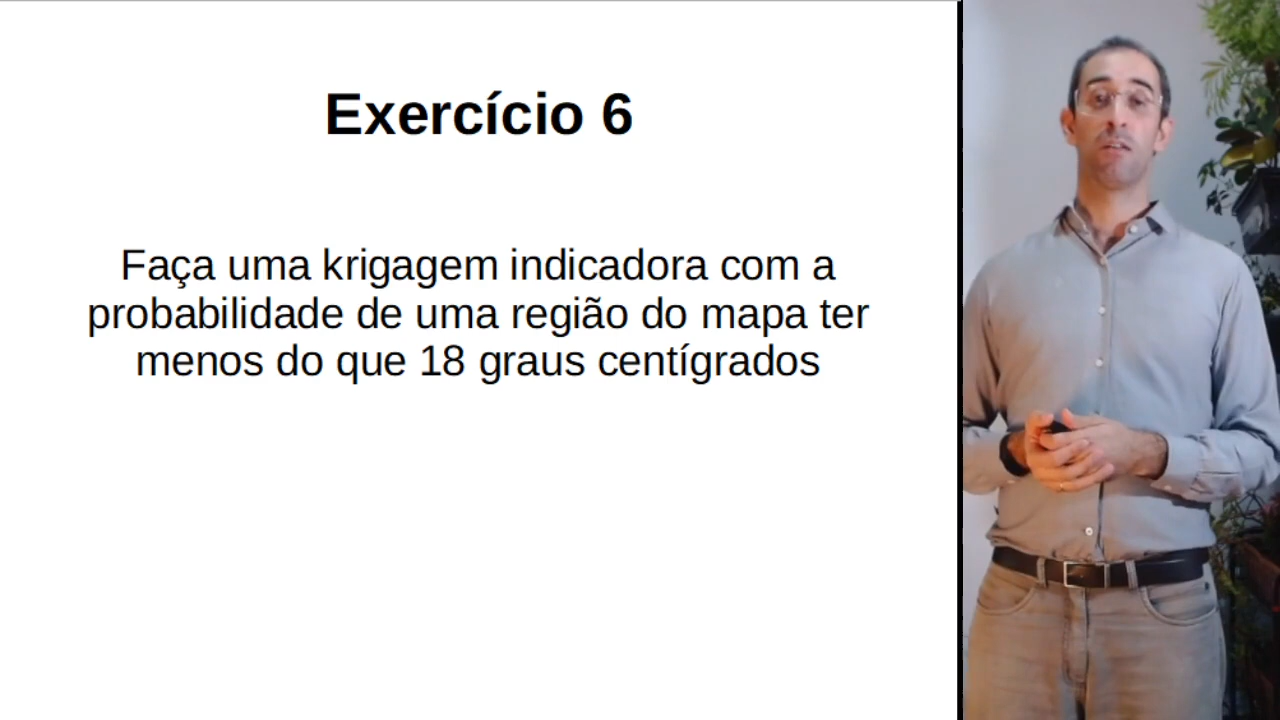 Exercício 6
Faça uma krigagem indicadora com a
probabilidade de uma região do mapa ter
menos do que 18 graus centígrados